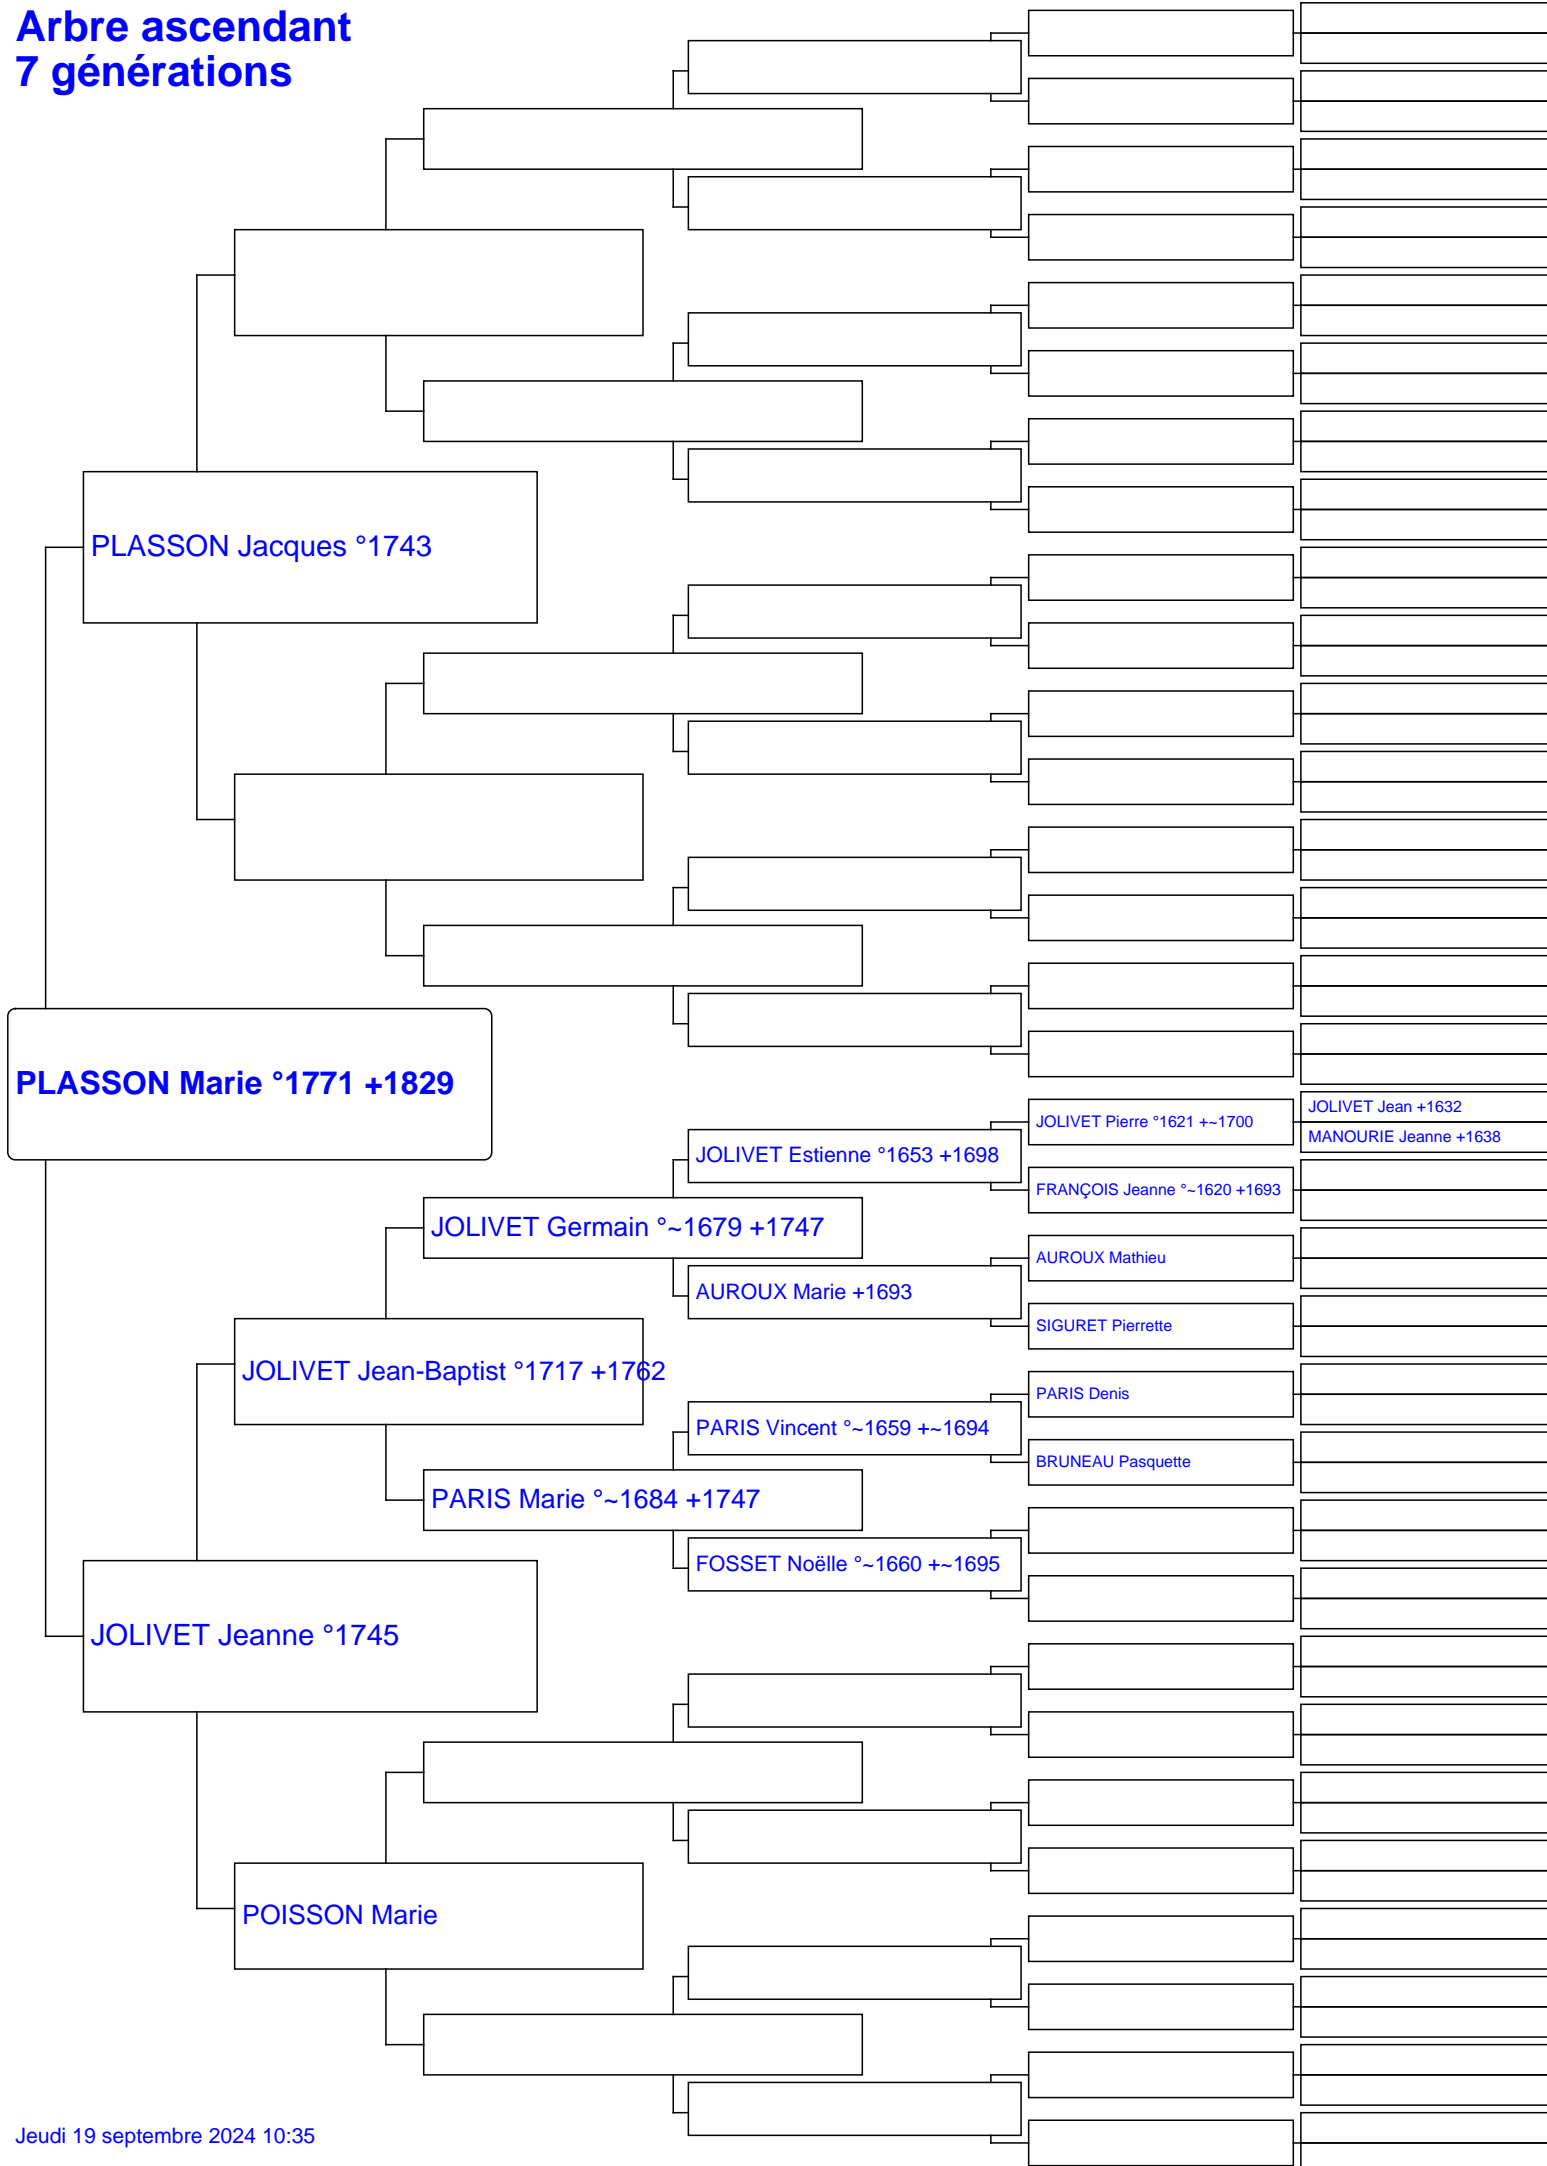 Arbre ascendant
7 générations
PLASSON Jacques °1743
PLASSON Marie °1771 +1829
JOLIVET Jean +1632
JOLIVET Pierre °1621 +~1700
MANOURIE Jeanne +1638
JOLIVET Estienne °1653 +1698
FRANÇOIS Jeanne °~1620 +1693
JOLIVET Germain °~1679 +1747
AUROUX Mathieu
AUROUX Marie +1693
SIGURET Pierrette
JOLIVET Jean-Baptist °1717 +1762
PARIS Denis
PARIS Vincent °~1659 +~1694
BRUNEAU Pasquette
PARIS Marie °~1684 +1747
FOSSET Noëlle °~1660 +~1695
JOLIVET Jeanne °1745
POISSON Marie
Jeudi 19 septembre 2024 10:35